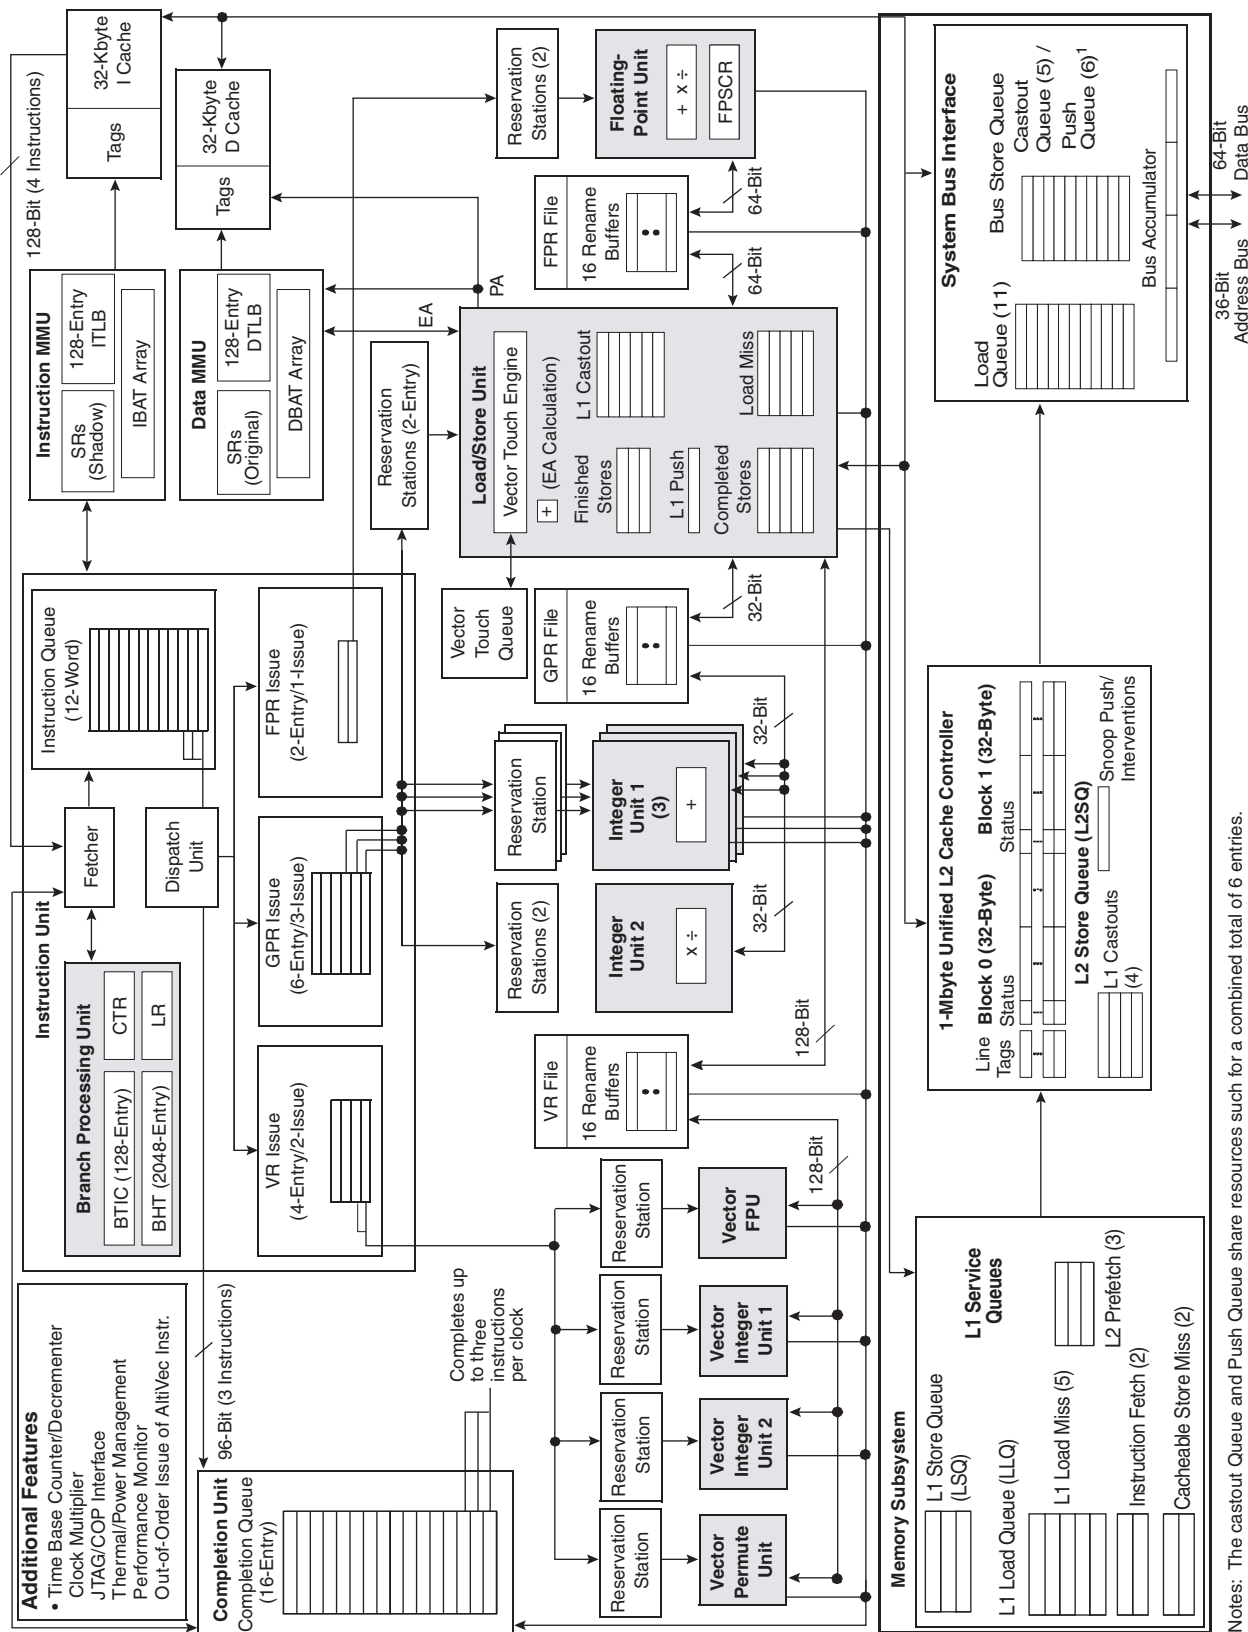 Additional Features
• Time Base Counter/Decrementer
Clock Multiplier
JTAG/COP Interface
Thermal/Power Management
Performance Monitor
Out-of-Order Issue of AltiVec Instr.
96-Bit (3 Instructions)
Instruction Unit
Branch Processing Unit
BTIC (128-Entry)
CTR
BHT (2048-Entry)
LR
Fetcher
Dispatch
Unit
Instruction Queue
(12-Word)
128-Bit (4 Instructions)
Instruction MMU
SRs
(Shadow)
128-Entry
ITLB
IBAT Array
Tags
32-Kbyte
I Cache
Data MMU
SRs
(Original)
128-Entry
DTLB
DBAT Array
Tags
32-Kbyte
D Cache
EA
PA
VR Issue
(4-Entry/2-Issue)
GPR Issue
(6-Entry/3-Issue)
FPR Issue
(2-Entry/1-Issue)
Completion Unit
Completion Queue
(16-Entry)
Completes up
to three
instructions
per clock
Reservation
Stations (2-Entry)
Vector
Touch
Queue
Load/Store Unit
Vector Touch Engine
+
(EA Calculation)
Finished
Stores
L1 Castout
L1 Push
Completed
Stores
Load Miss
Reservation
Station
Reservation
Station
Reservation
Station
Reservation
Station
Vector
Permute
Unit
Vector
Integer
Unit 2
Vector
Integer
Unit 1
Vector
FPU
128-Bit
VR File
16 Rename
Buffers
128-Bit
Reservation
Stations (2)
Integer
Unit 2
x ÷
32-Bit
Reservation
Station
Integer
Unit 1
(3)
+
32-Bit
GPR File
16 Rename
Buffers
32-Bit
FPR File
16 Rename
Buffers
64-Bit
64-Bit
Reservation
Stations (2)
Floating-
Point Unit
+ x ÷
FPSCR
Memory Subsystem
L1 Store Queue
(LSQ)
L1 Load Queue (LLQ)
L1 Load Miss (5)
Instruction Fetch (2)
Cacheable Store Miss (2)
L1 Service
Queues
L2 Prefetch (3)
1-Mbyte Unified L2 Cache Controller
Line
Tags
Block 0 (32-Byte)
Status
Block 1 (32-Byte)
Status
L2 Store Queue (L2SQ)
L1 Castouts
(4)
Snoop Push/
Interventions
System Bus Interface
Load
Queue (11)
Bus Store Queue
Castout
Queue (5) /
Push
Queue (6)¹
Bus Accumulator
36-Bit
Address Bus
64-Bit
Data Bus
Notes: The castout Queue and Push Queue share resources such for a combined total of 6 entries.